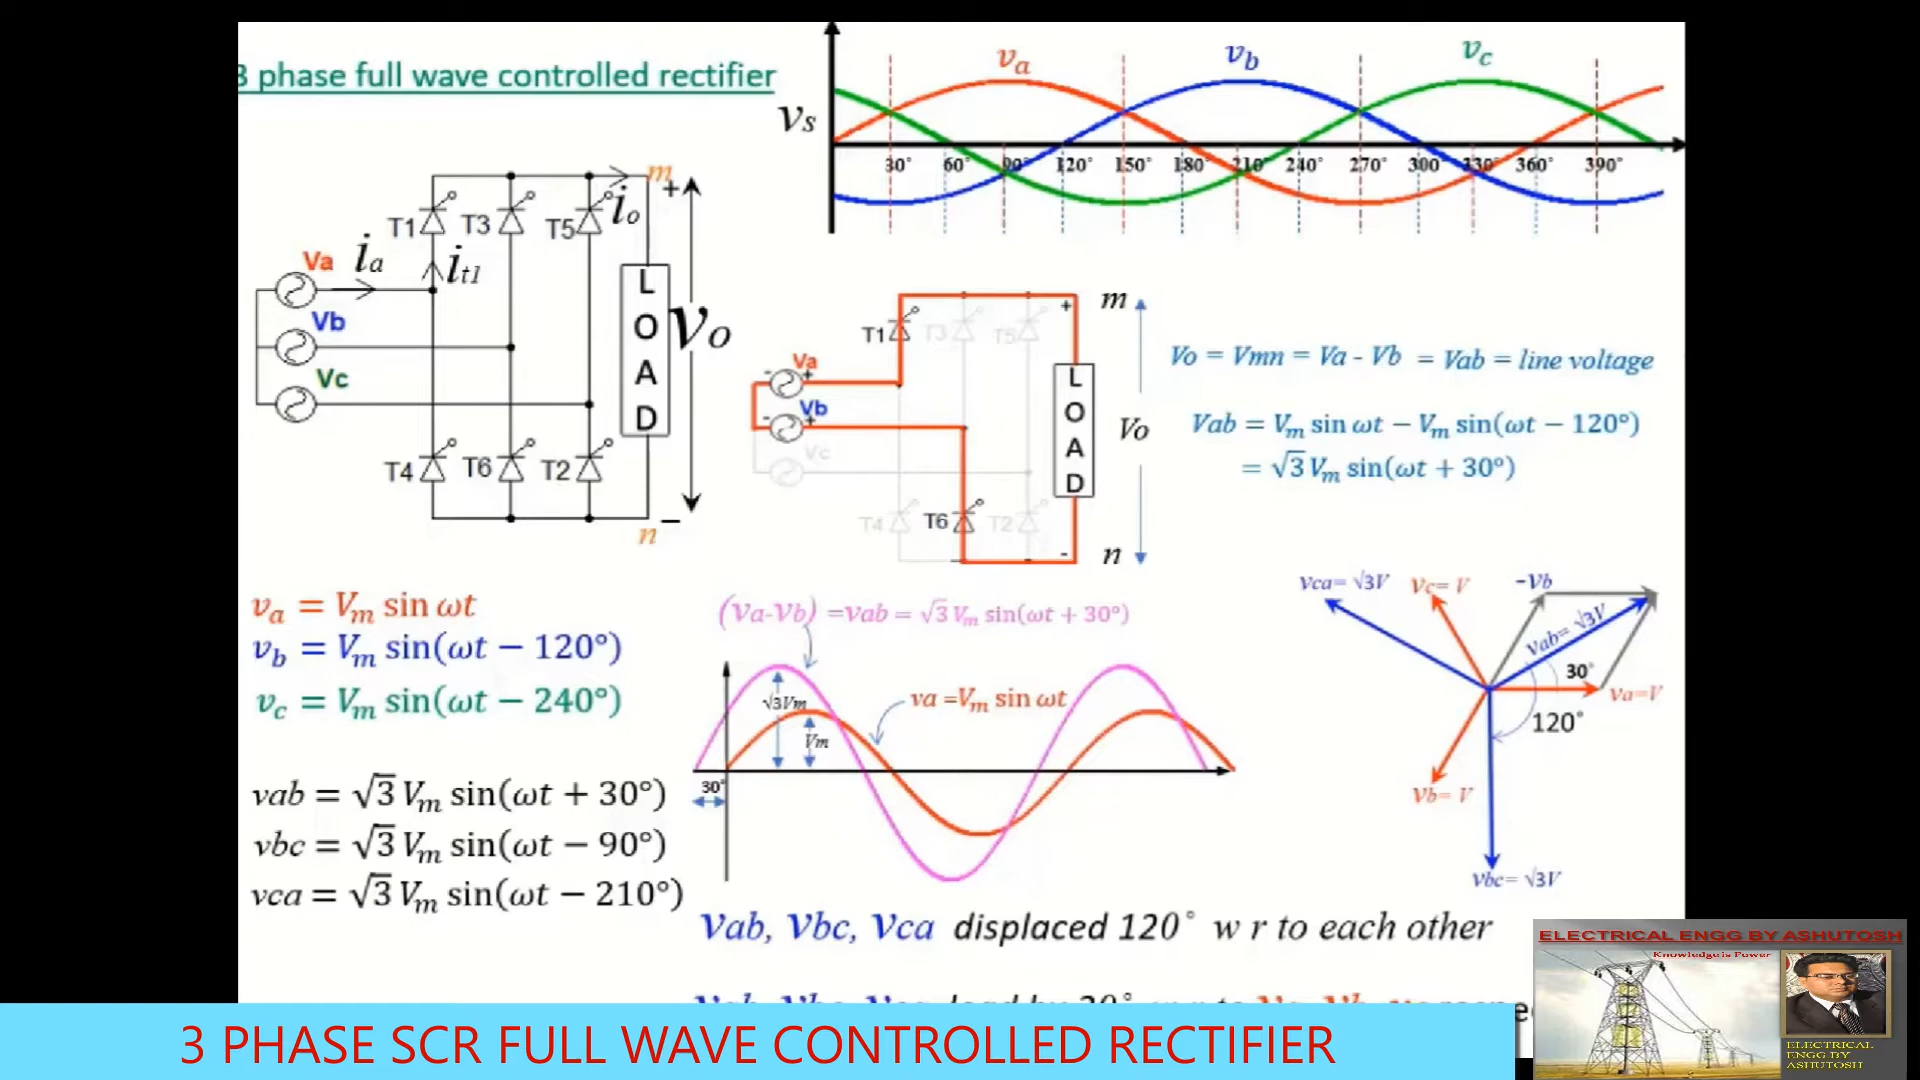 3 phase full wave controlled rectifier
va
vb
vc
vs
30° 60° 90° 120° 150° 180° 210° 240° 270° 300° 330° 360° 390°
m
+
T1 T3 T5
io
Va
ia
it1
Vb
Vc
LOAD
vo
T4 T6 T2
−
n
T1 T3 T5
+
m
Va
- +
Vb
- +
Vc
LOAD
Vo
T4 T6 T2
-
n
Vo = Vmn = Va - Vb = Vab = line voltage
Vab = Vm sin ωt − Vm sin(ωt − 120°)
= √3 Vm sin(ωt + 30°)
va = Vm sin ωt
vb = Vm sin(ωt − 120°)
vc = Vm sin(ωt − 240°)
vab = √3 Vm sin(ωt + 30°)
vbc = √3 Vm sin(ωt − 90°)
vca = √3 Vm sin(ωt − 210°)
(va-vb) =vab = √3 Vm sin(ωt + 30°)
√3Vm
Vm
va =Vm sin ωt
30°
vca= √3V
vc= V
-vb
vab= √3V
30°
va=V
120°
vb= V
vbc= √3V
vab, vbc, vca displaced 120° w r to each other
ELECTRICAL ENGG BY ASHUTOSH
Knowledge is Power
ELECTRICAL
ENGG BY
ASHUTOSH
3 PHASE SCR FULL WAVE CONTROLLED RECTIFIER